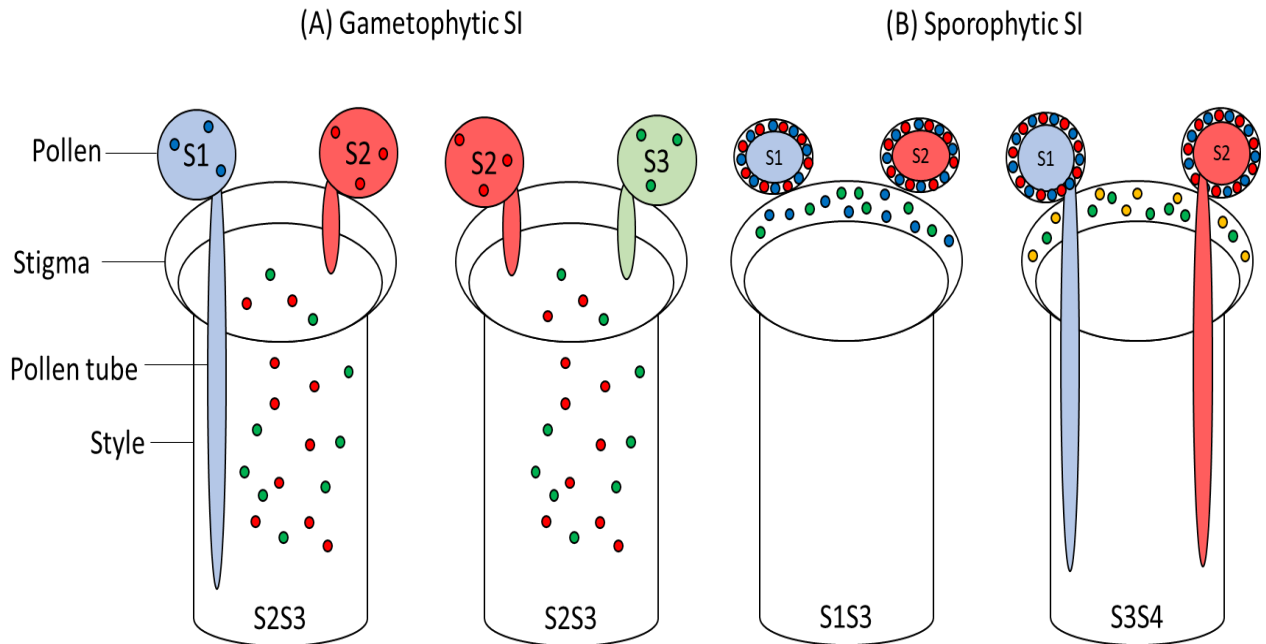 (A) Gametophytic SI
(B) Sporophytic SI
Pollen
S1
S2
S2
S3
S1
S2
S1
S2
Stigma
Pollen tube
Style
S2S3
S2S3
S1S3
S3S4